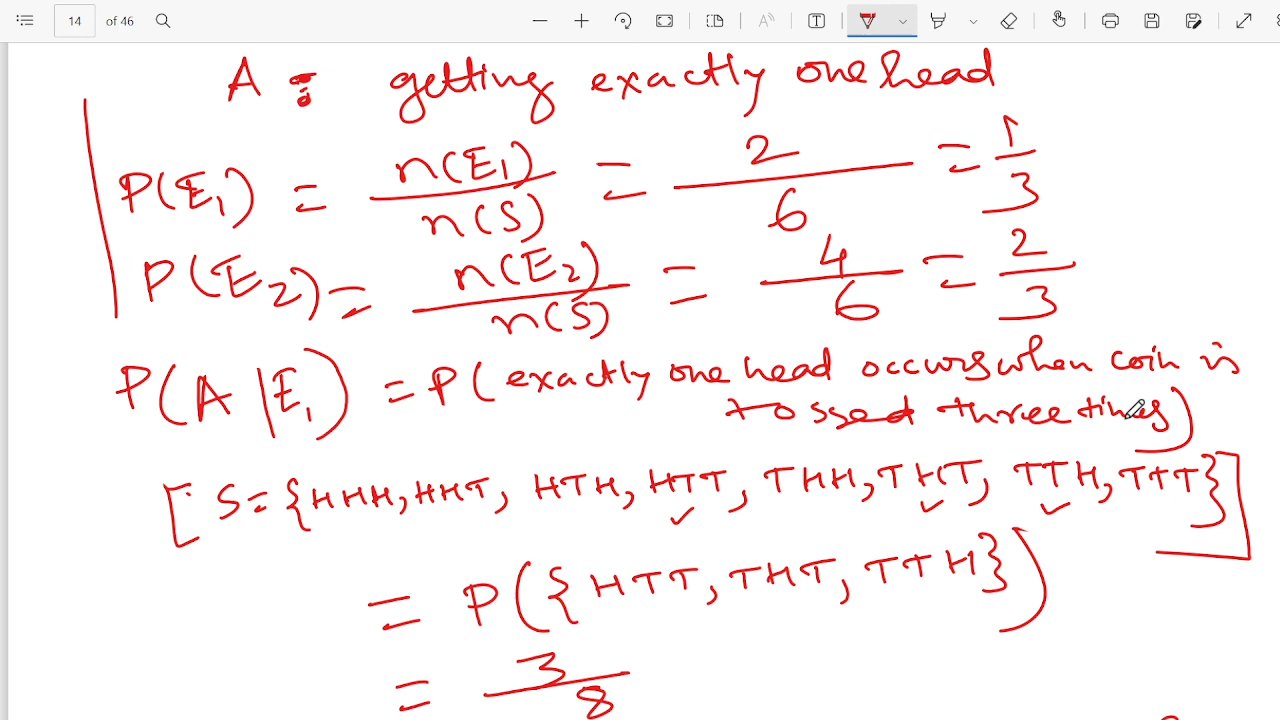 14 of 46
A : getting exactly one head
P(E₁) = n(E₁)/n(S) = 2/6 = 1/3
P(E₂) = n(E₂)/n(S) = 4/6 = 2/3
P(A|E₁) = P(exactly one head occurs when coin is
tossed three times)
[S={HHH, HHT, HTH, HTT, THH, THT, TTH, TTT}]
= P({HTT, THT, TTH})
= 3/8